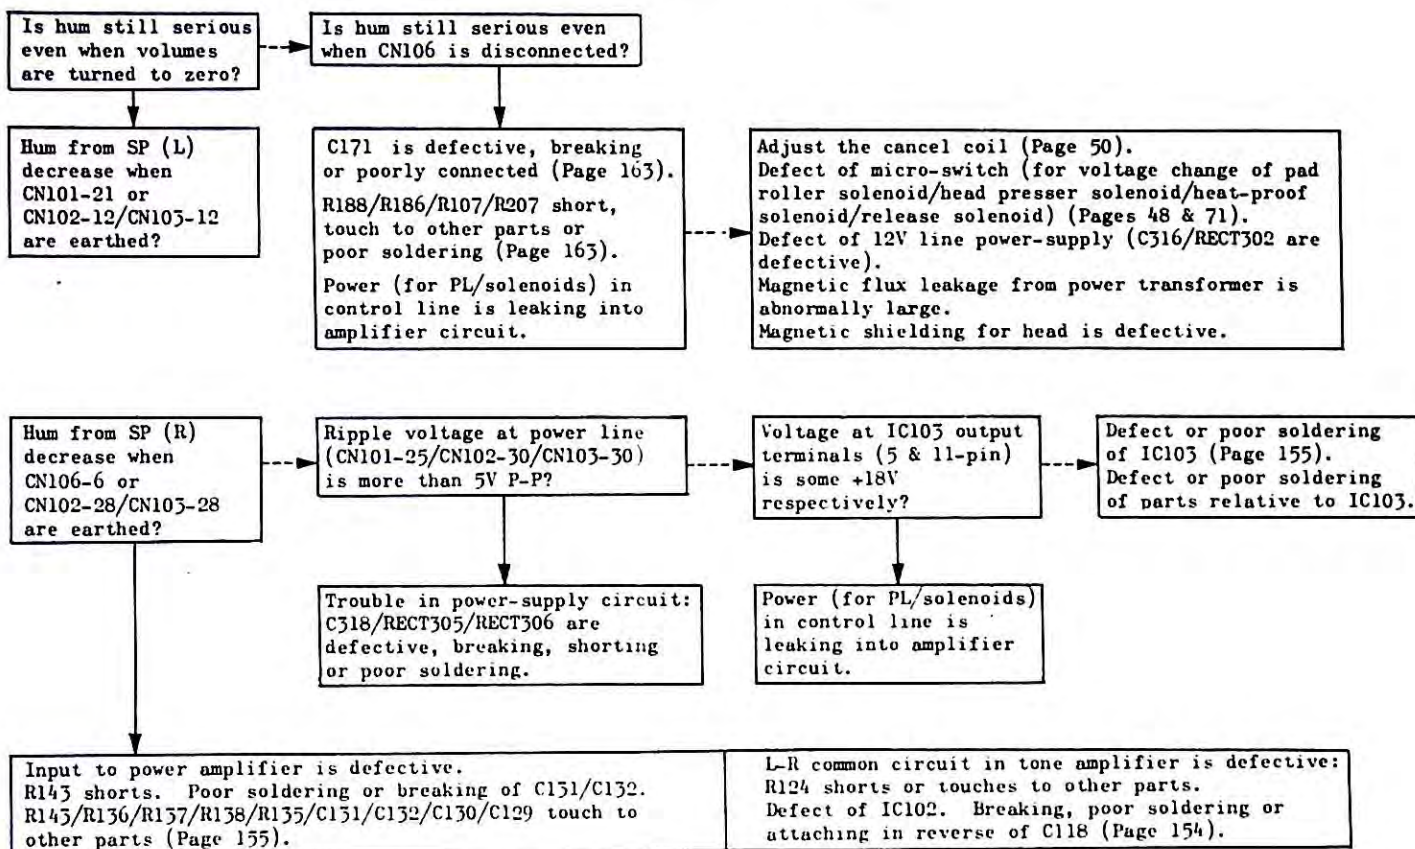 Is hum still serious
even when volumes
are turned to zero?
Is hum still serious even
when CN106 is disconnected?
Hum from SP (L)
decrease when
CN101-21 or
CN102-12/CN103-12
are earthed?
C171 is defective, breaking
or poorly connected (Page 163).
R188/R186/R107/R207 short,
touch to other parts or
poor soldering (Page 163).
Power (for PL/solenoids) in
control line is leaking into
amplifier circuit.
Adjust the cancel coil (Page 50).
Defect of micro-switch (for voltage change of pad
roller solenoid/head presser solenoid/heat-proof
solenoid/release solenoid) (Pages 48 & 71).
Defect of 12V line power-supply (C316/RECT302 are
defective).
Magnetic flux leakage from power transformer is
abnormally large.
Magnetic shielding for head is defective.
Hum from SP (R)
decrease when
CN106-6 or
CN102-28/CN103-28
are earthed?
Ripple voltage at power line
(CN101-25/CN102-30/CN103-30)
is more than 5V P-P?
Voltage at IC103 output
terminals (5 & 11-pin)
is some +18V
respectively?
Defect or poor soldering
of IC103 (Page 155).
Defect or poor soldering
of parts relative to IC103.
Trouble in power-supply circuit:
C318/RECT305/RECT306 are
defective, breaking, shorting
or poor soldering.
Power (for PL/solenoids)
in control line is
leaking into amplifier
circuit.
Input to power amplifier is defective.
R143 shorts. Poor soldering or breaking of C131/C132.
R143/R136/R137/R138/R135/C131/C132/C130/C129 touch to
other parts (Page 155).
L-R common circuit in tone amplifier is defective:
R124 shorts or touches to other parts.
Defect of IC102. Breaking, poor soldering or
attaching in reverse of C118 (Page 154).